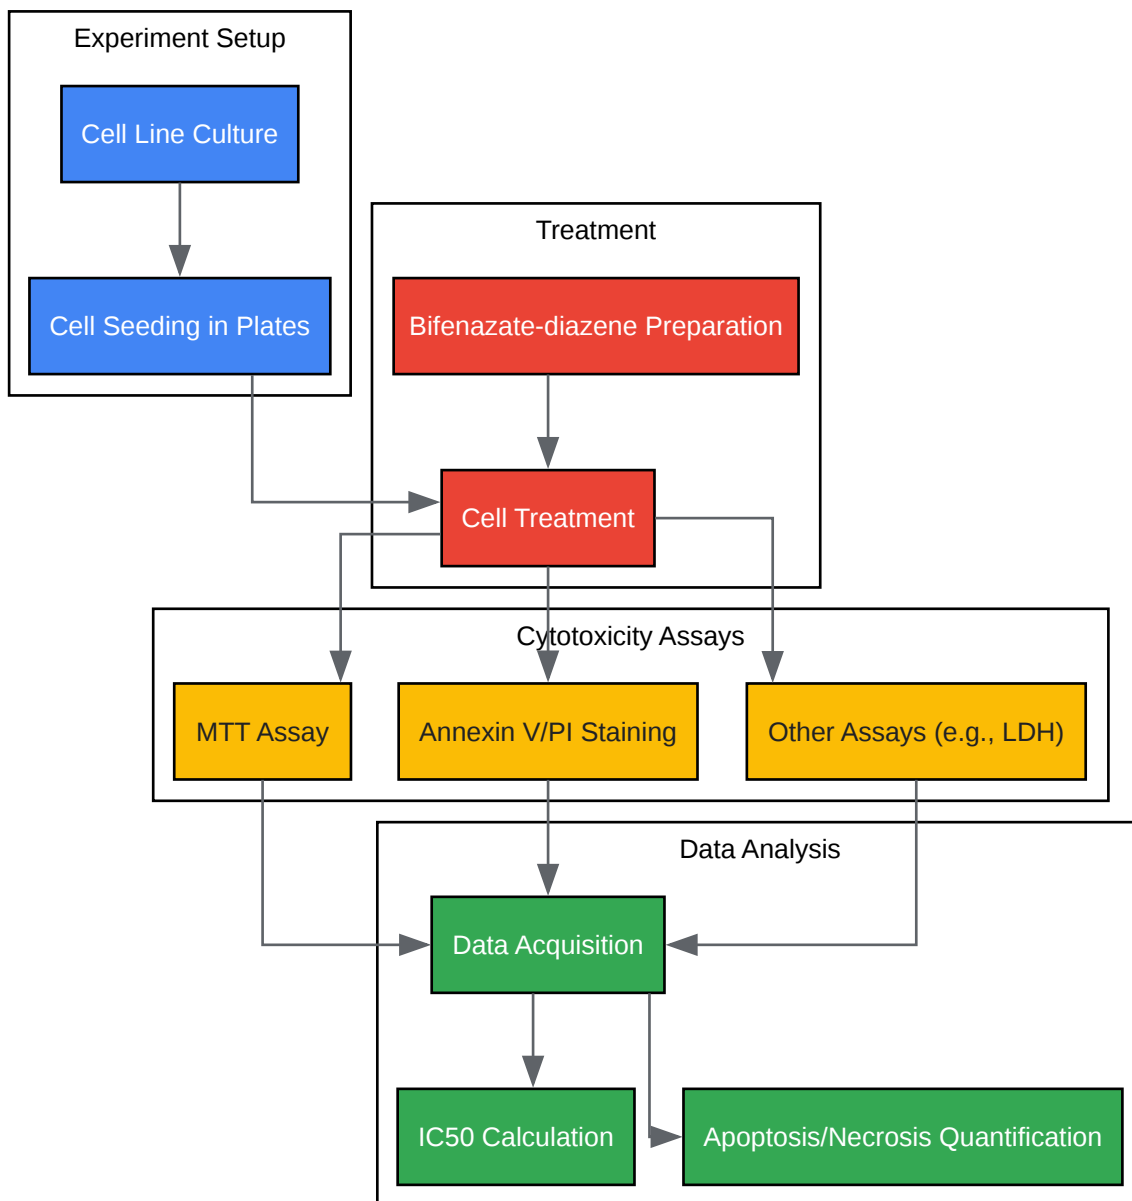 Experiment Setup
Cell Line Culture
Cell Seeding in Plates
Treatment
Bifenazate-diazene Preparation
Cell Treatment
Cytotoxicity Assays
MTT Assay
Annexin V/PI Staining
Other Assays (e.g., LDH)
Data Analysis
Data Acquisition
IC50 Calculation
Apoptosis/Necrosis Quantification